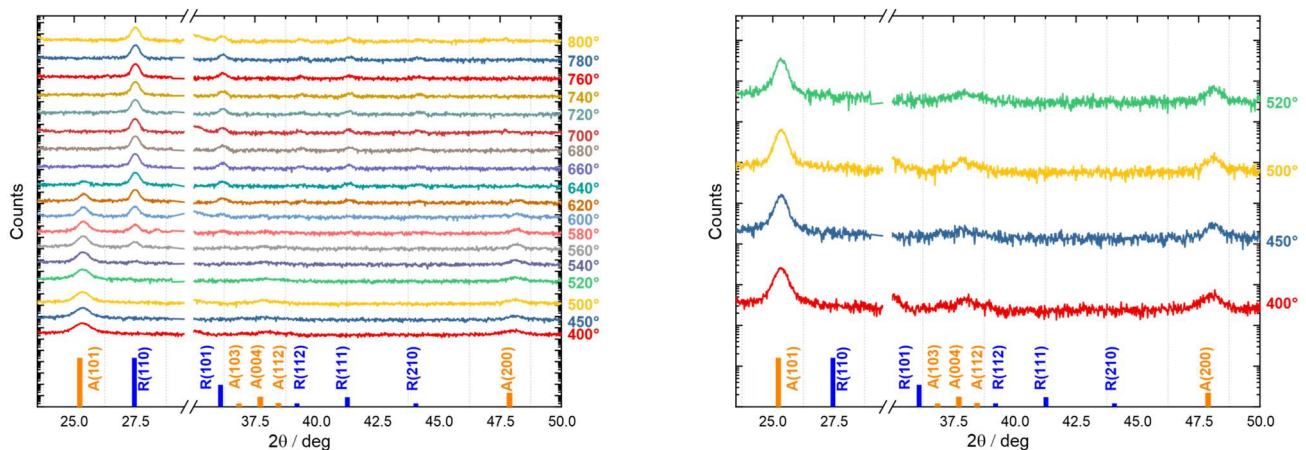 Counts
800°
780°
760°
740°
720°
700°
680°
660°
640°
620°
600°
580°
560°
540°
520°
500°
450°
400°
A(101)
R(110)
R(101)
A(103)
A(004)
A(112)
R(112)
R(111)
R(210)
A(200)
25.0 27.5 37.5 40.0 42.5 45.0 47.5 50.0
2θ / deg
Counts
520°
500°
450°
400°
A(101)
R(110)
R(101)
A(103)
A(004)
A(112)
R(112)
R(111)
R(210)
A(200)
25.0 27.5 37.5 40.0 42.5 45.0 47.5 50.0
2θ / deg